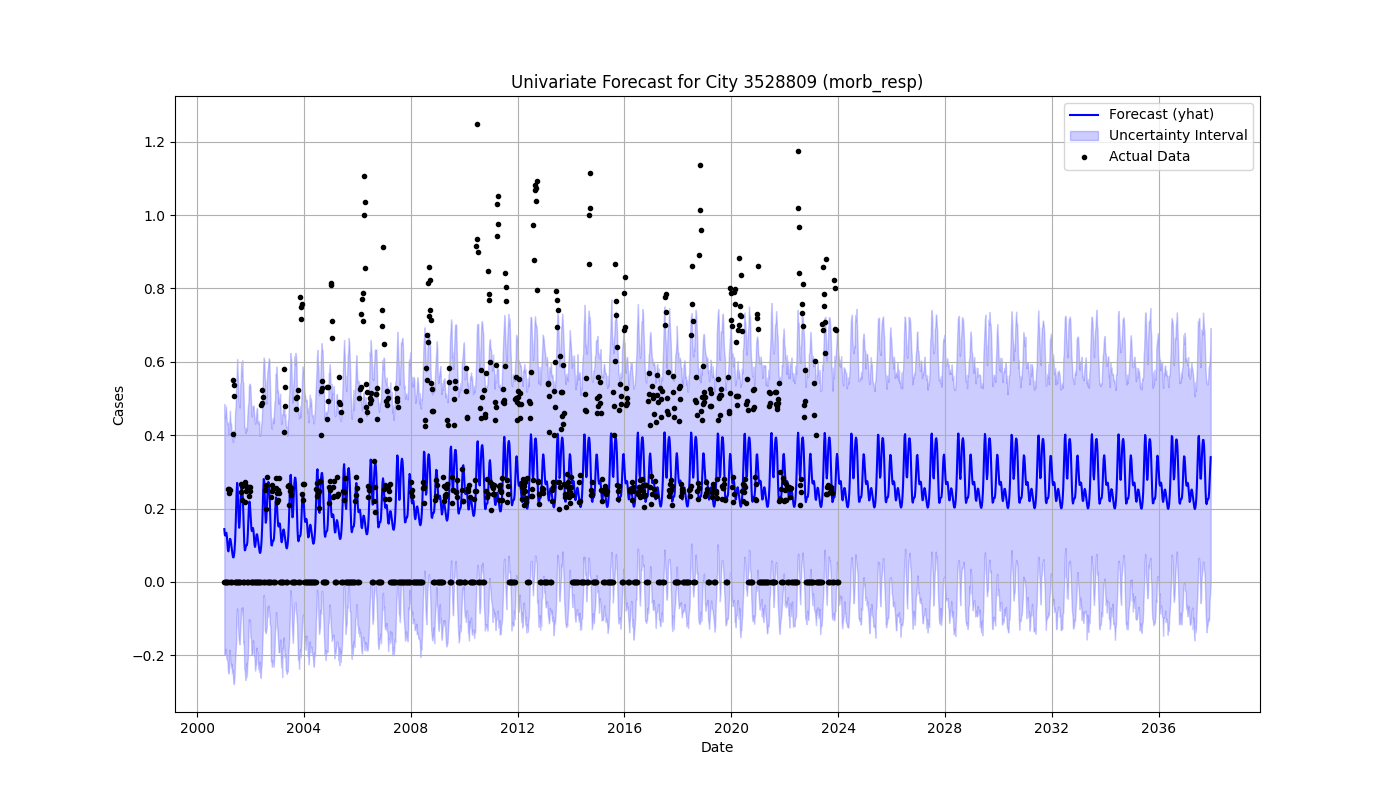 Univariate Forecast for City 3528809 (morb_resp)
Forecast (yhat)
Uncertainty Interval
Actual Data
1.2
1.0
0.8
0.6
0.4
0.2
0.0
−0.2
Cases
2000 2004 2008 2012 2016 2020 2024 2028 2032 2036
Date